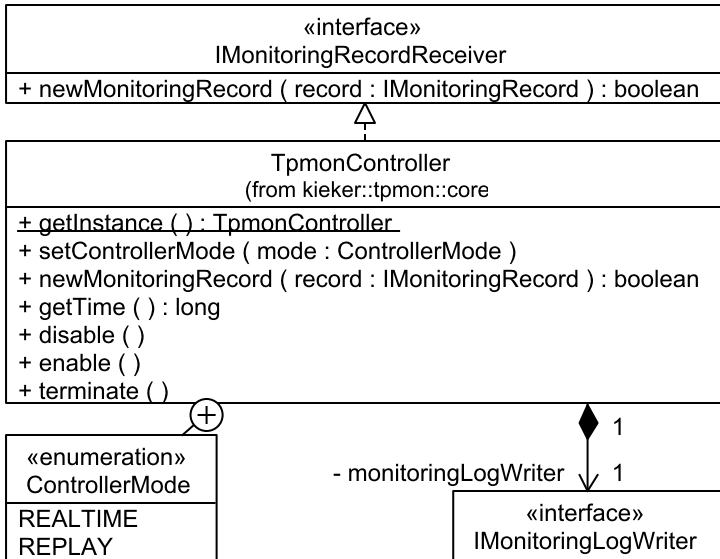 «interface»
IMonitoringRecordReceiver
+ newMonitoringRecord ( record : IMonitoringRecord ) : boolean
TpmonController
(from kieker::tpmon::core
+ getInstance ( ) : TpmonController
+ setControllerMode ( mode : ControllerMode )
+ newMonitoringRecord ( record : IMonitoringRecord ) : boolean
+ getTime ( ) : long
+ disable ( )
+ enable ( )
+ terminate ( )
1
- monitoringLogWriter 1
«enumeration»
ControllerMode
REALTIME
REPLAY
«interface»
IMonitoringLogWriter